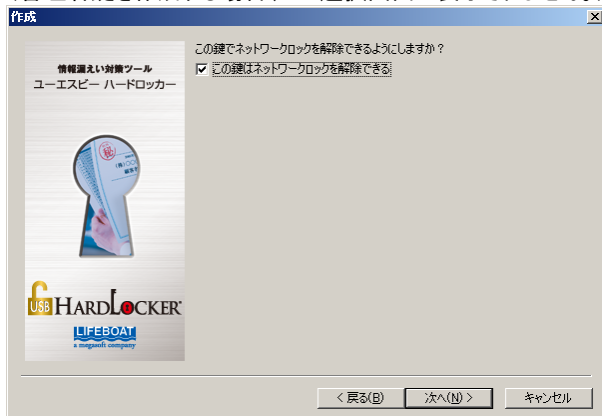 作成
この鍵でネットワークロックを解除できるようにしますか？
この鍵はネットワークロックを解除できる
情報漏えい対策ツール
ユーエスビー ハードロッカー
秘
USB HARDLOCKER
LIFEBOAT
a megasoft company
< 戻る(B)
次へ(N) >
キャンセル